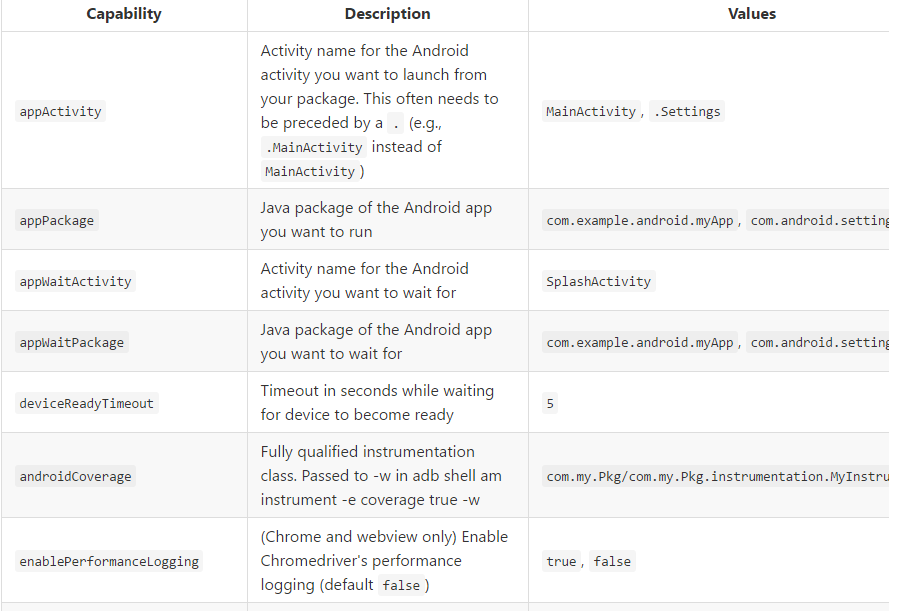 Capability Description Values
appActivity
Activity name for the Android
activity you want to launch from
your package. This often needs to
be preceded by a . (e.g.,
.MainActivity instead of
MainActivity )
MainActivity , .Settings
appPackage
Java package of the Android app
you want to run
com.example.android.myApp , com.android.setting
appWaitActivity
Activity name for the Android
activity you want to wait for
SplashActivity
appWaitPackage
Java package of the Android app
you want to wait for
com.example.android.myApp , com.android.setting
deviceReadyTimeout
Timeout in seconds while waiting
for device to become ready
5
androidCoverage
Fully qualified instrumentation
class. Passed to -w in adb shell am
instrument -e coverage true -w
com.my.Pkg/com.my.Pkg.instrumentation.MyInstru
enablePerformanceLogging
(Chrome and webview only) Enable
Chromedriver's performance
logging (default false )
true , false